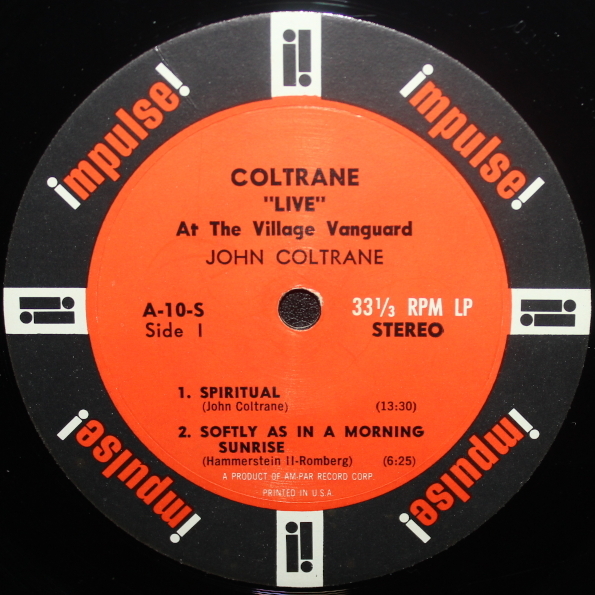 impulse!
impulse!
COLTRANE
"LIVE"
At The Village Vanguard
JOHN COLTRANE
A-10-S
Side 1
33 1/3 RPM LP
STEREO
1. SPIRITUAL
(John Coltrane) (13:30)
2. SOFTLY AS IN A MORNING
SUNRISE
(Hammerstein II-Romberg) (6:25)
A PRODUCT OF AM-PAR RECORD CORP.
PRINTED IN U.S.A.
impulse!
impulse!